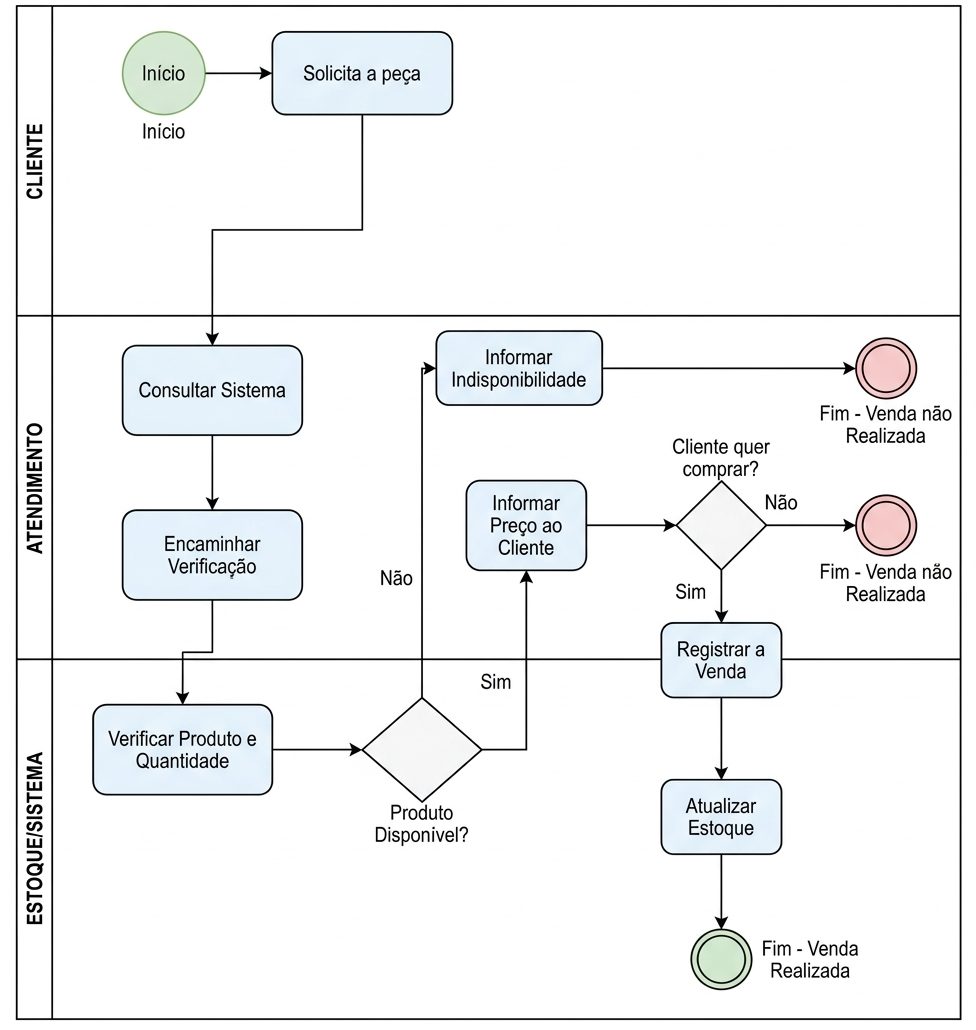 CLIENTE
Início
Início
Solicita a peça
ATENDIMENTO
Consultar Sistema
Encaminhar
Verificação
Informar
Indisponibilidade
Fim - Venda não
Realizada
Informar
Preço ao
Cliente
Cliente quer
comprar?
Não
Fim - Venda não
Realizada
Sim
Não
Registrar a
Venda
ESTOQUE/SISTEMA
Verificar Produto e
Quantidade
Produto
Disponível?
Sim
Atualizar
Estoque
Fim - Venda
Realizada